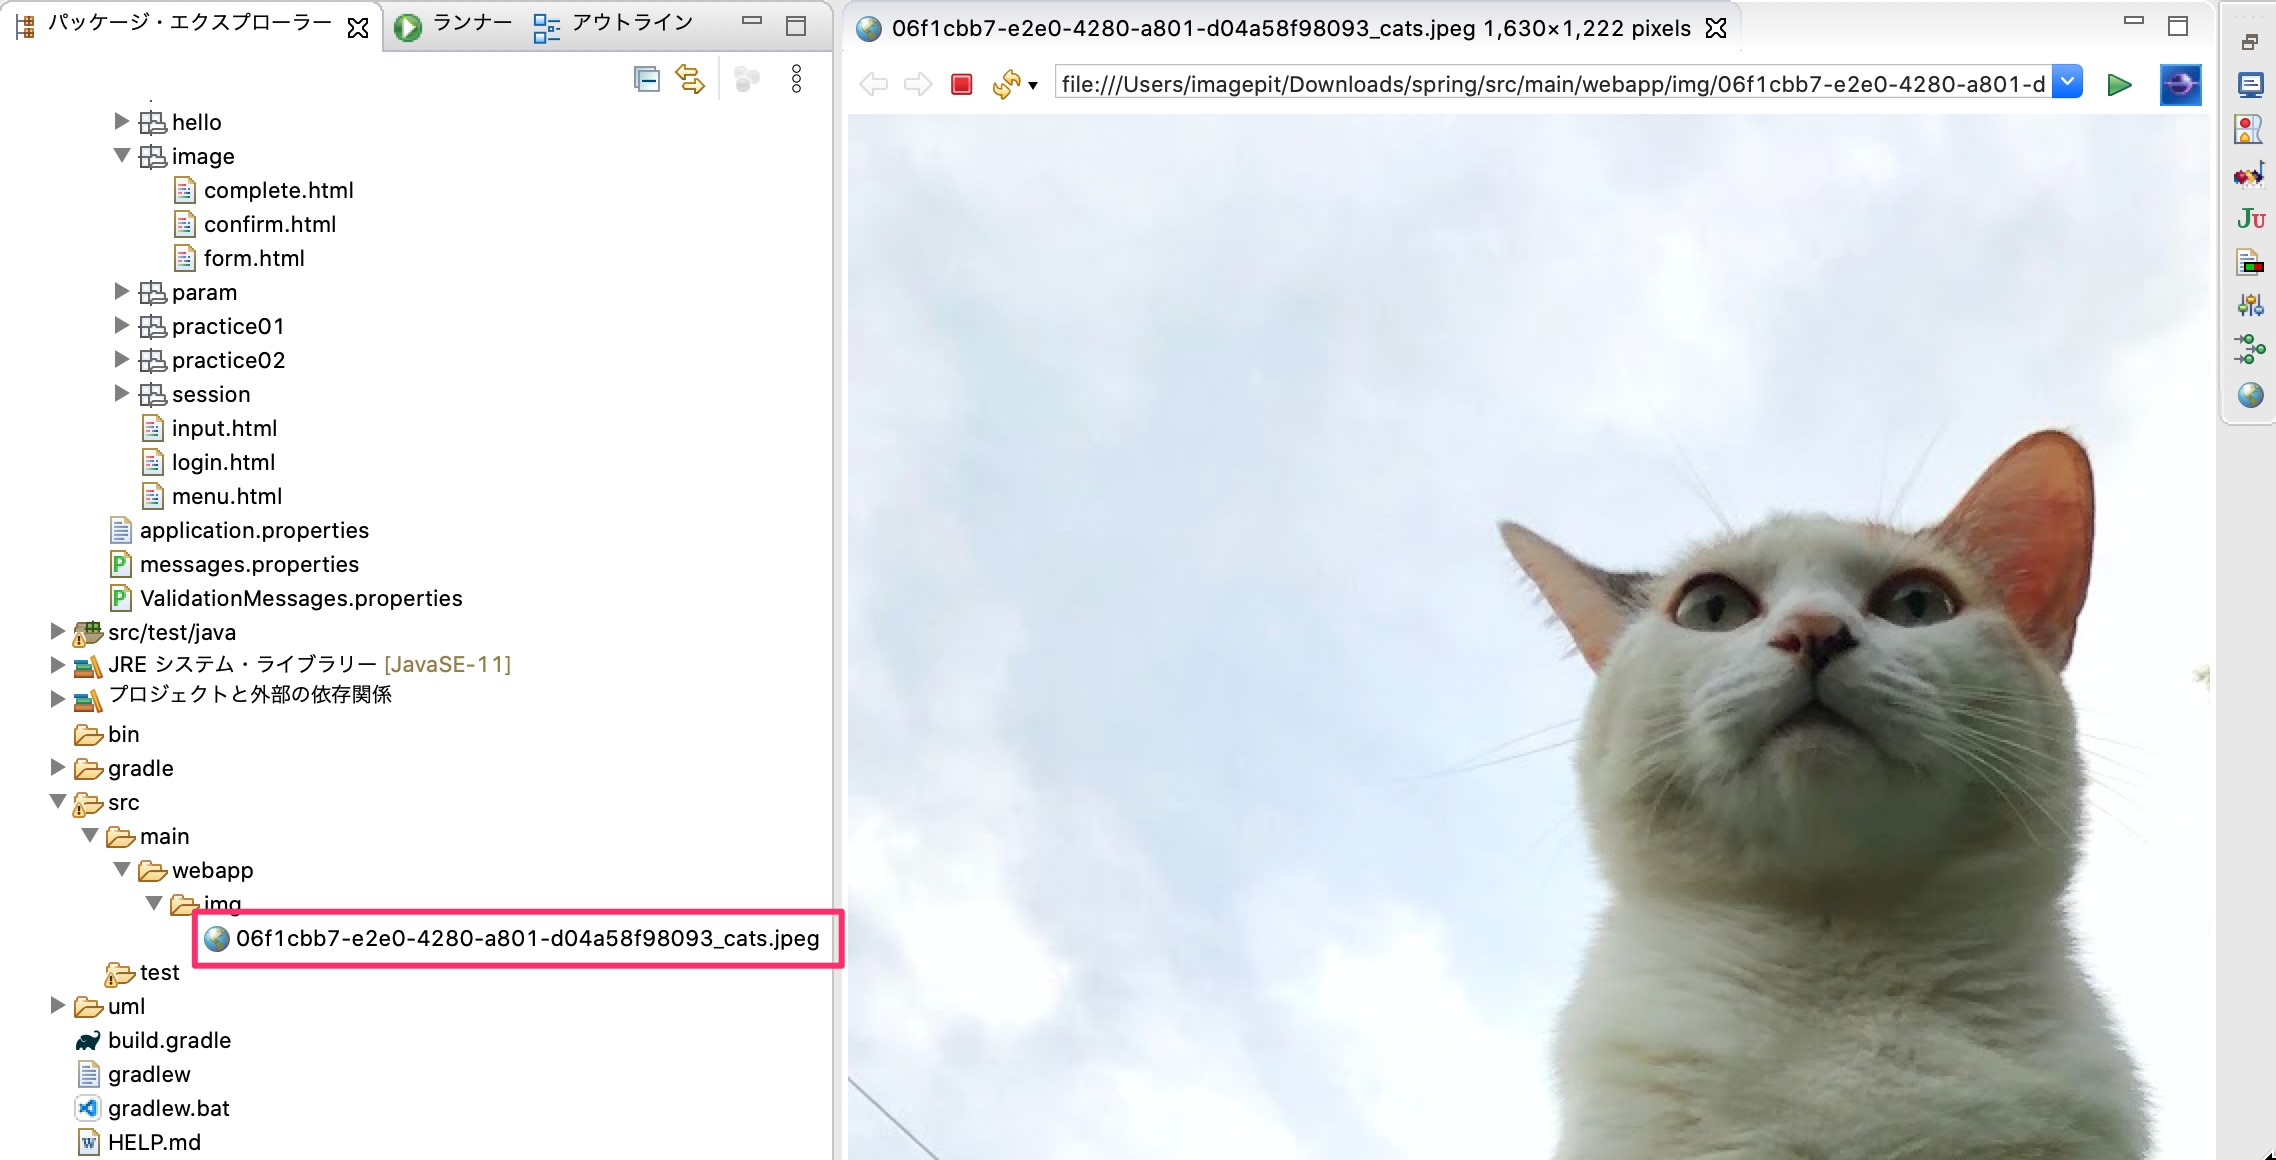 パッケージ・エクスプローラー ランナー アウトライン
hello
image
complete.html
confirm.html
form.html
param
practice01
practice02
session
input.html
login.html
menu.html
application.properties
messages.properties
ValidationMessages.properties
src/test/java
JRE システム・ライブラリー [JavaSE-11]
プロジェクトと外部の依存関係
bin
gradle
src
main
webapp
img
06f1cbb7-e2e0-4280-a801-d04a58f98093_cats.jpeg
test
uml
build.gradle
gradlew
gradlew.bat
HELP.md
06f1cbb7-e2e0-4280-a801-d04a58f98093_cats.jpeg 1,630×1,222 pixels
file:///Users/imagepit/Downloads/spring/src/main/webapp/img/06f1cbb7-e2e0-4280-a801-d
JU